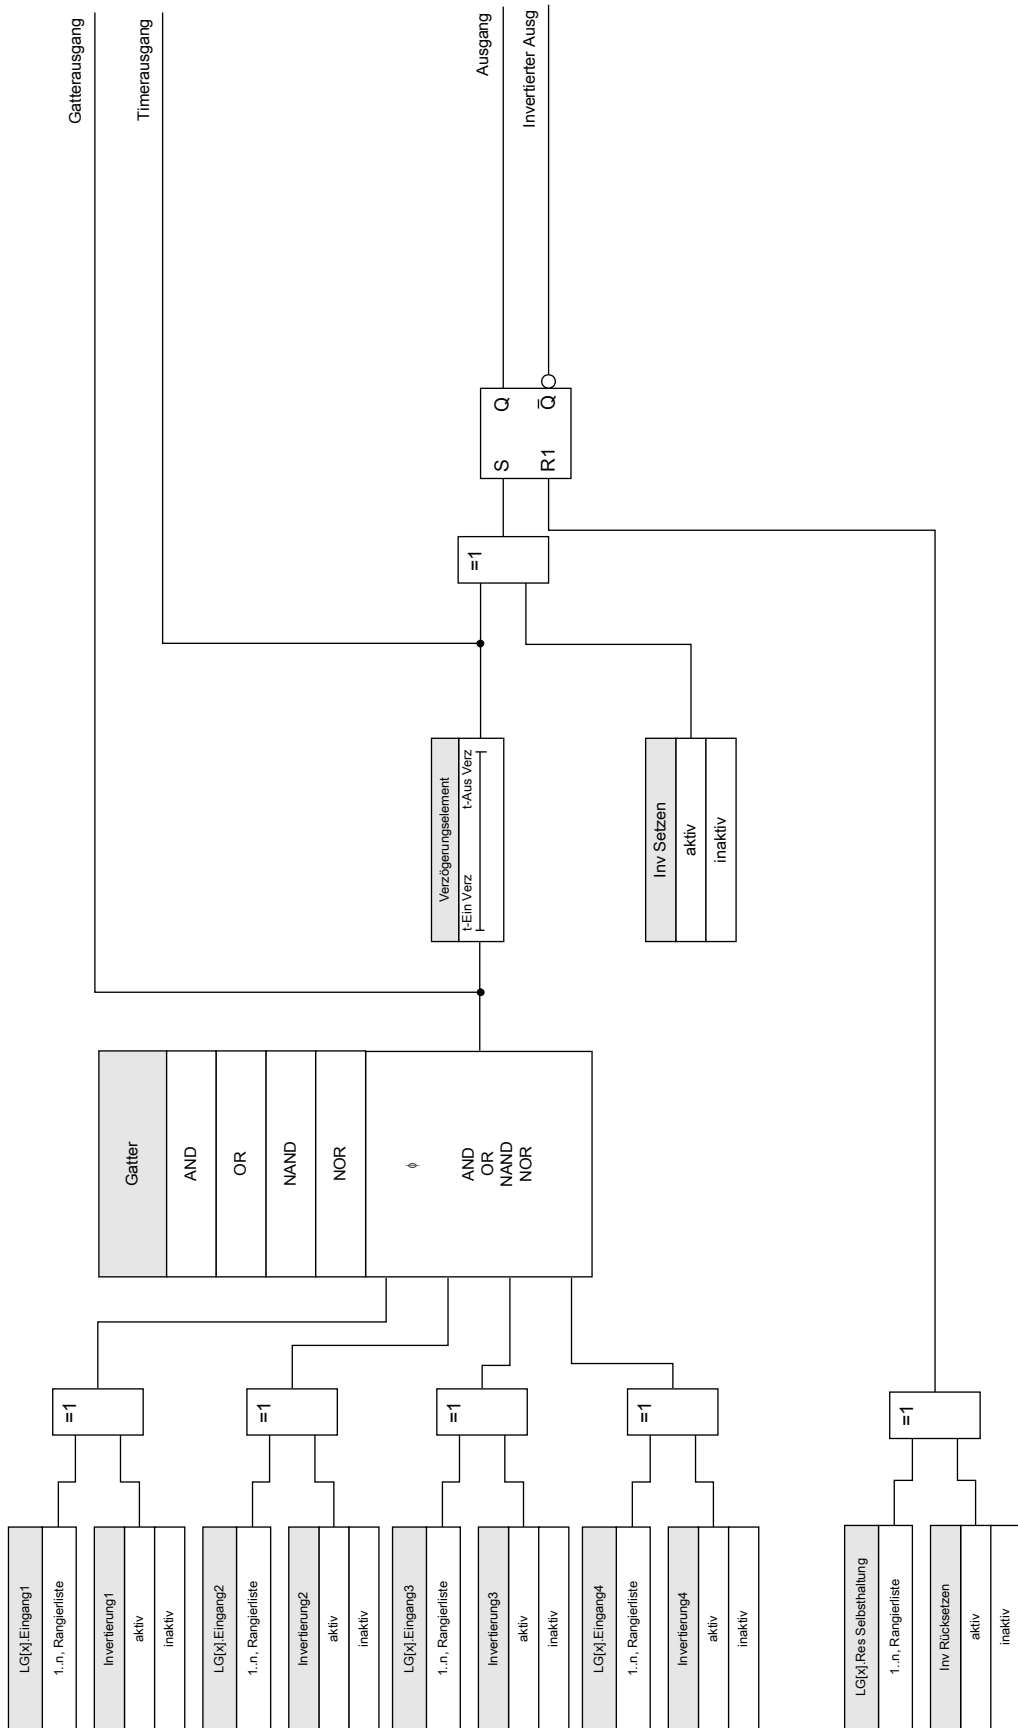 LG[x].Eingang1
1..n, Rangierliste
Invertierung1
aktiv
inaktiv
=1
LG[x].Eingang2
1..n, Rangierliste
Invertierung2
aktiv
inaktiv
=1
LG[x].Eingang3
1..n, Rangierliste
Invertierung3
aktiv
inaktiv
=1
LG[x].Eingang4
1..n, Rangierliste
Invertierung4
aktiv
inaktiv
=1
LG[x].Res Selbsthaltung
1..n, Rangierliste
Inv Rücksetzen
aktiv
inaktiv
=1
Gatter
AND
OR
NAND
NOR
ϕ
AND
OR
NAND
NOR
Verzögerungselement
t-Ein Verz
t-Aus Verz
Inv Setzen
aktiv
inaktiv
=1
S
Q
R1
Q̅
Gatterausgang
Timerausgang
Ausgang
Invertierter Ausg